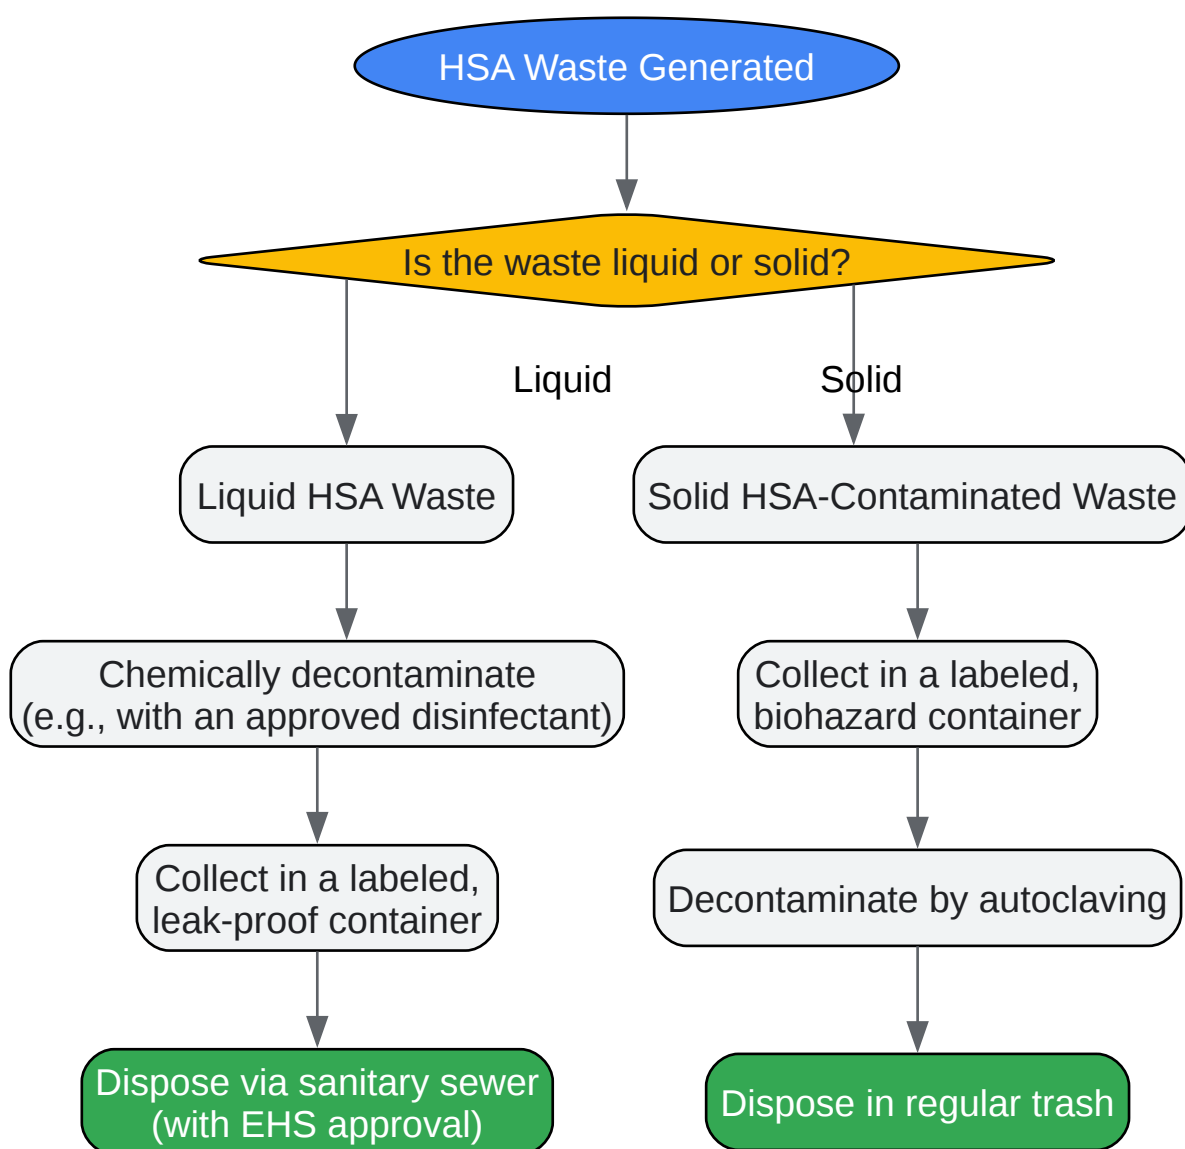 HSA Waste Generated
Is the waste liquid or solid?
Liquid
Solid
Liquid HSA Waste
Solid HSA-Contaminated Waste
Chemically decontaminate
(e.g., with an approved disinfectant)
Collect in a labeled,
biohazard container
Collect in a labeled,
leak-proof container
Decontaminate by autoclaving
Dispose via sanitary sewer
(with EHS approval)
Dispose in regular trash